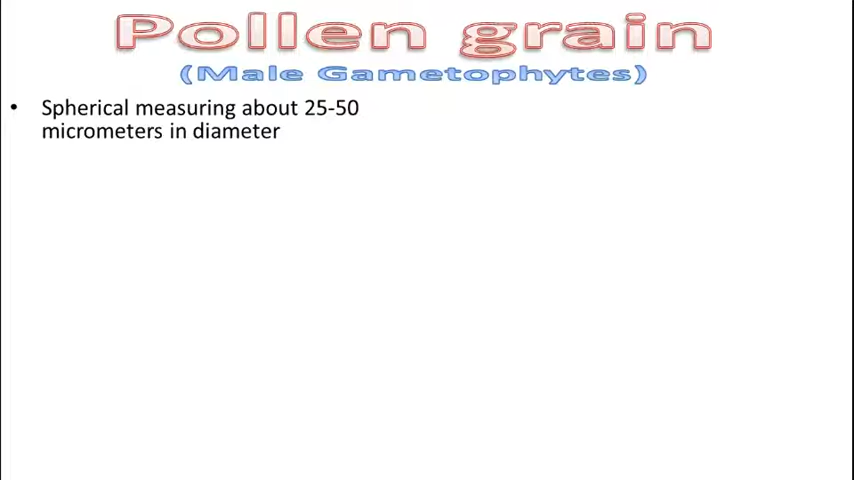 Pollen grain
(Male Gametophytes)
• Spherical measuring about 25-50
micrometers in diameter